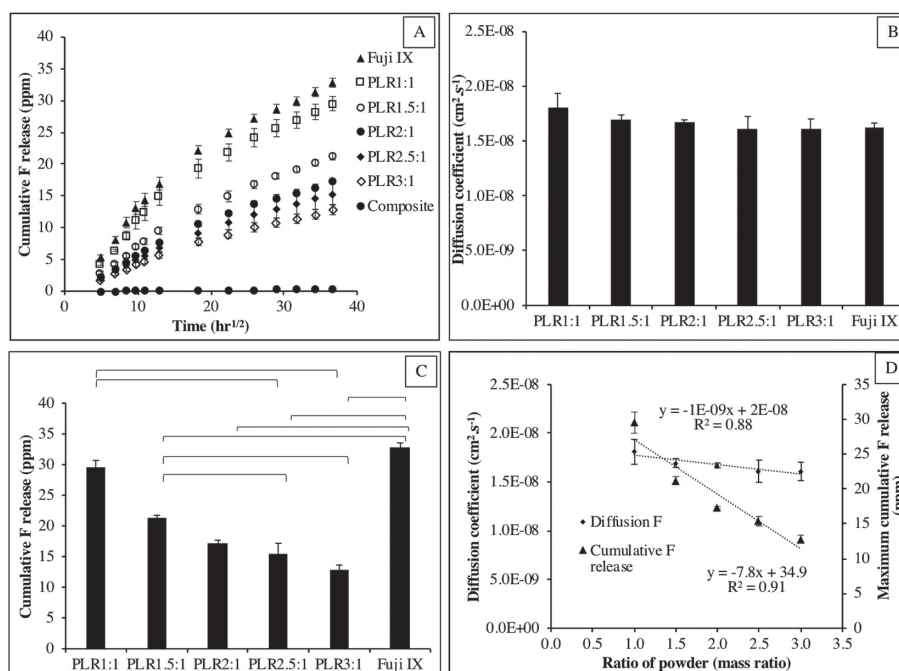 A
Cumulative F release (ppm)
40
35
30
25
20
15
10
5
0
0
10
20
30
40
Time (hr1/2)
Fuji IX
PLR1:1
PLR1.5:1
PLR2:1
PLR2.5:1
PLR3:1
Composite
B
Diffusion coefficient (cm2.s-1)
2.5E-08
2.0E-08
1.5E-08
1.0E-08
5.0E-09
0.0E+00
PLR1:1 PLR1.5:1 PLR2:1 PLR2.5:1 PLR3:1 Fuji IX
C
Cumulative F release (ppm)
40
35
30
25
20
15
10
5
0
PLR1:1 PLR1.5:1 PLR2:1 PLR2.5:1 PLR3:1 Fuji IX
D
Diffusion coefficient (cm2.s-1)
2.5E-08
2.0E-08
1.5E-08
1.0E-08
5.0E-09
0.0E+00
y = -1E-09x + 2E-08
R2 = 0.88
Diffusion F
Cumulative F
release
y = -7.8x + 34.9
R2 = 0.91
35
30
25
20
15
10
5
0
Maximum cumulative F release
(ppm)
0.0 0.5 1.0 1.5 2.0 2.5 3.0 3.5
Ratio of powder (mass ratio)